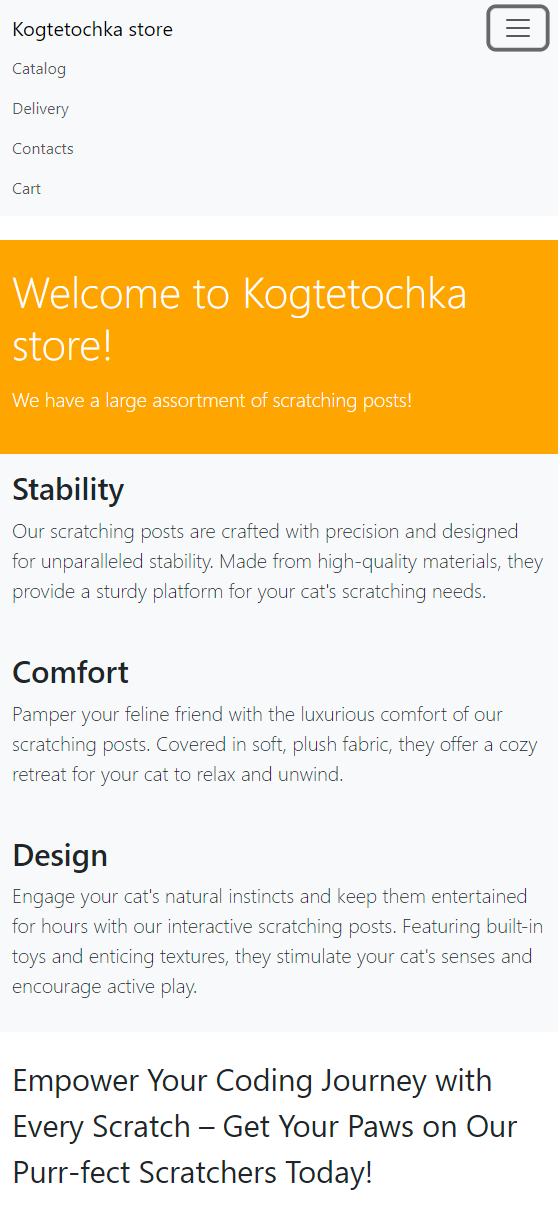 Kogtetochka store
Catalog
Delivery
Contacts
Cart
Welcome to Kogtetochka
store!
We have a large assortment of scratching posts!
Stability
Our scratching posts are crafted with precision and designed
for unparalleled stability. Made from high-quality materials, they
provide a sturdy platform for your cat's scratching needs.
Comfort
Pamper your feline friend with the luxurious comfort of our
scratching posts. Covered in soft, plush fabric, they offer a cozy
retreat for your cat to relax and unwind.
Design
Engage your cat's natural instincts and keep them entertained
for hours with our interactive scratching posts. Featuring built-in
toys and enticing textures, they stimulate your cat's senses and
encourage active play.
Empower Your Coding Journey with
Every Scratch – Get Your Paws on Our
Purr-fect Scratchers Today!